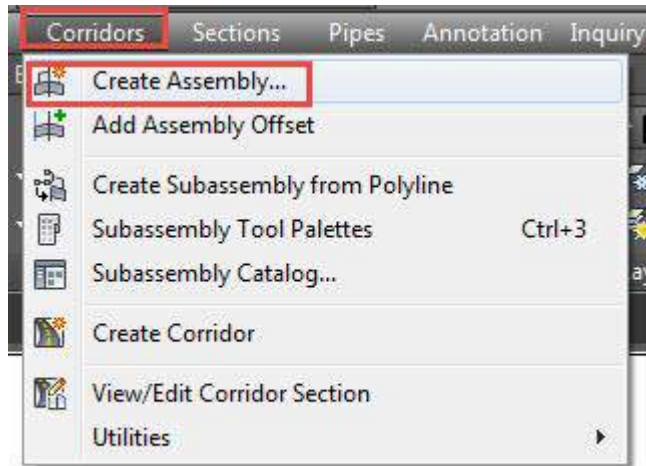 Corridors Sections Pipes Annotation Inquiry
Create Assembly...
Add Assembly Offset
Create Subassembly from Polyline
Subassembly Tool Palettes Ctrl+3
Subassembly Catalog...
Create Corridor
View/Edit Corridor Section
Utilities